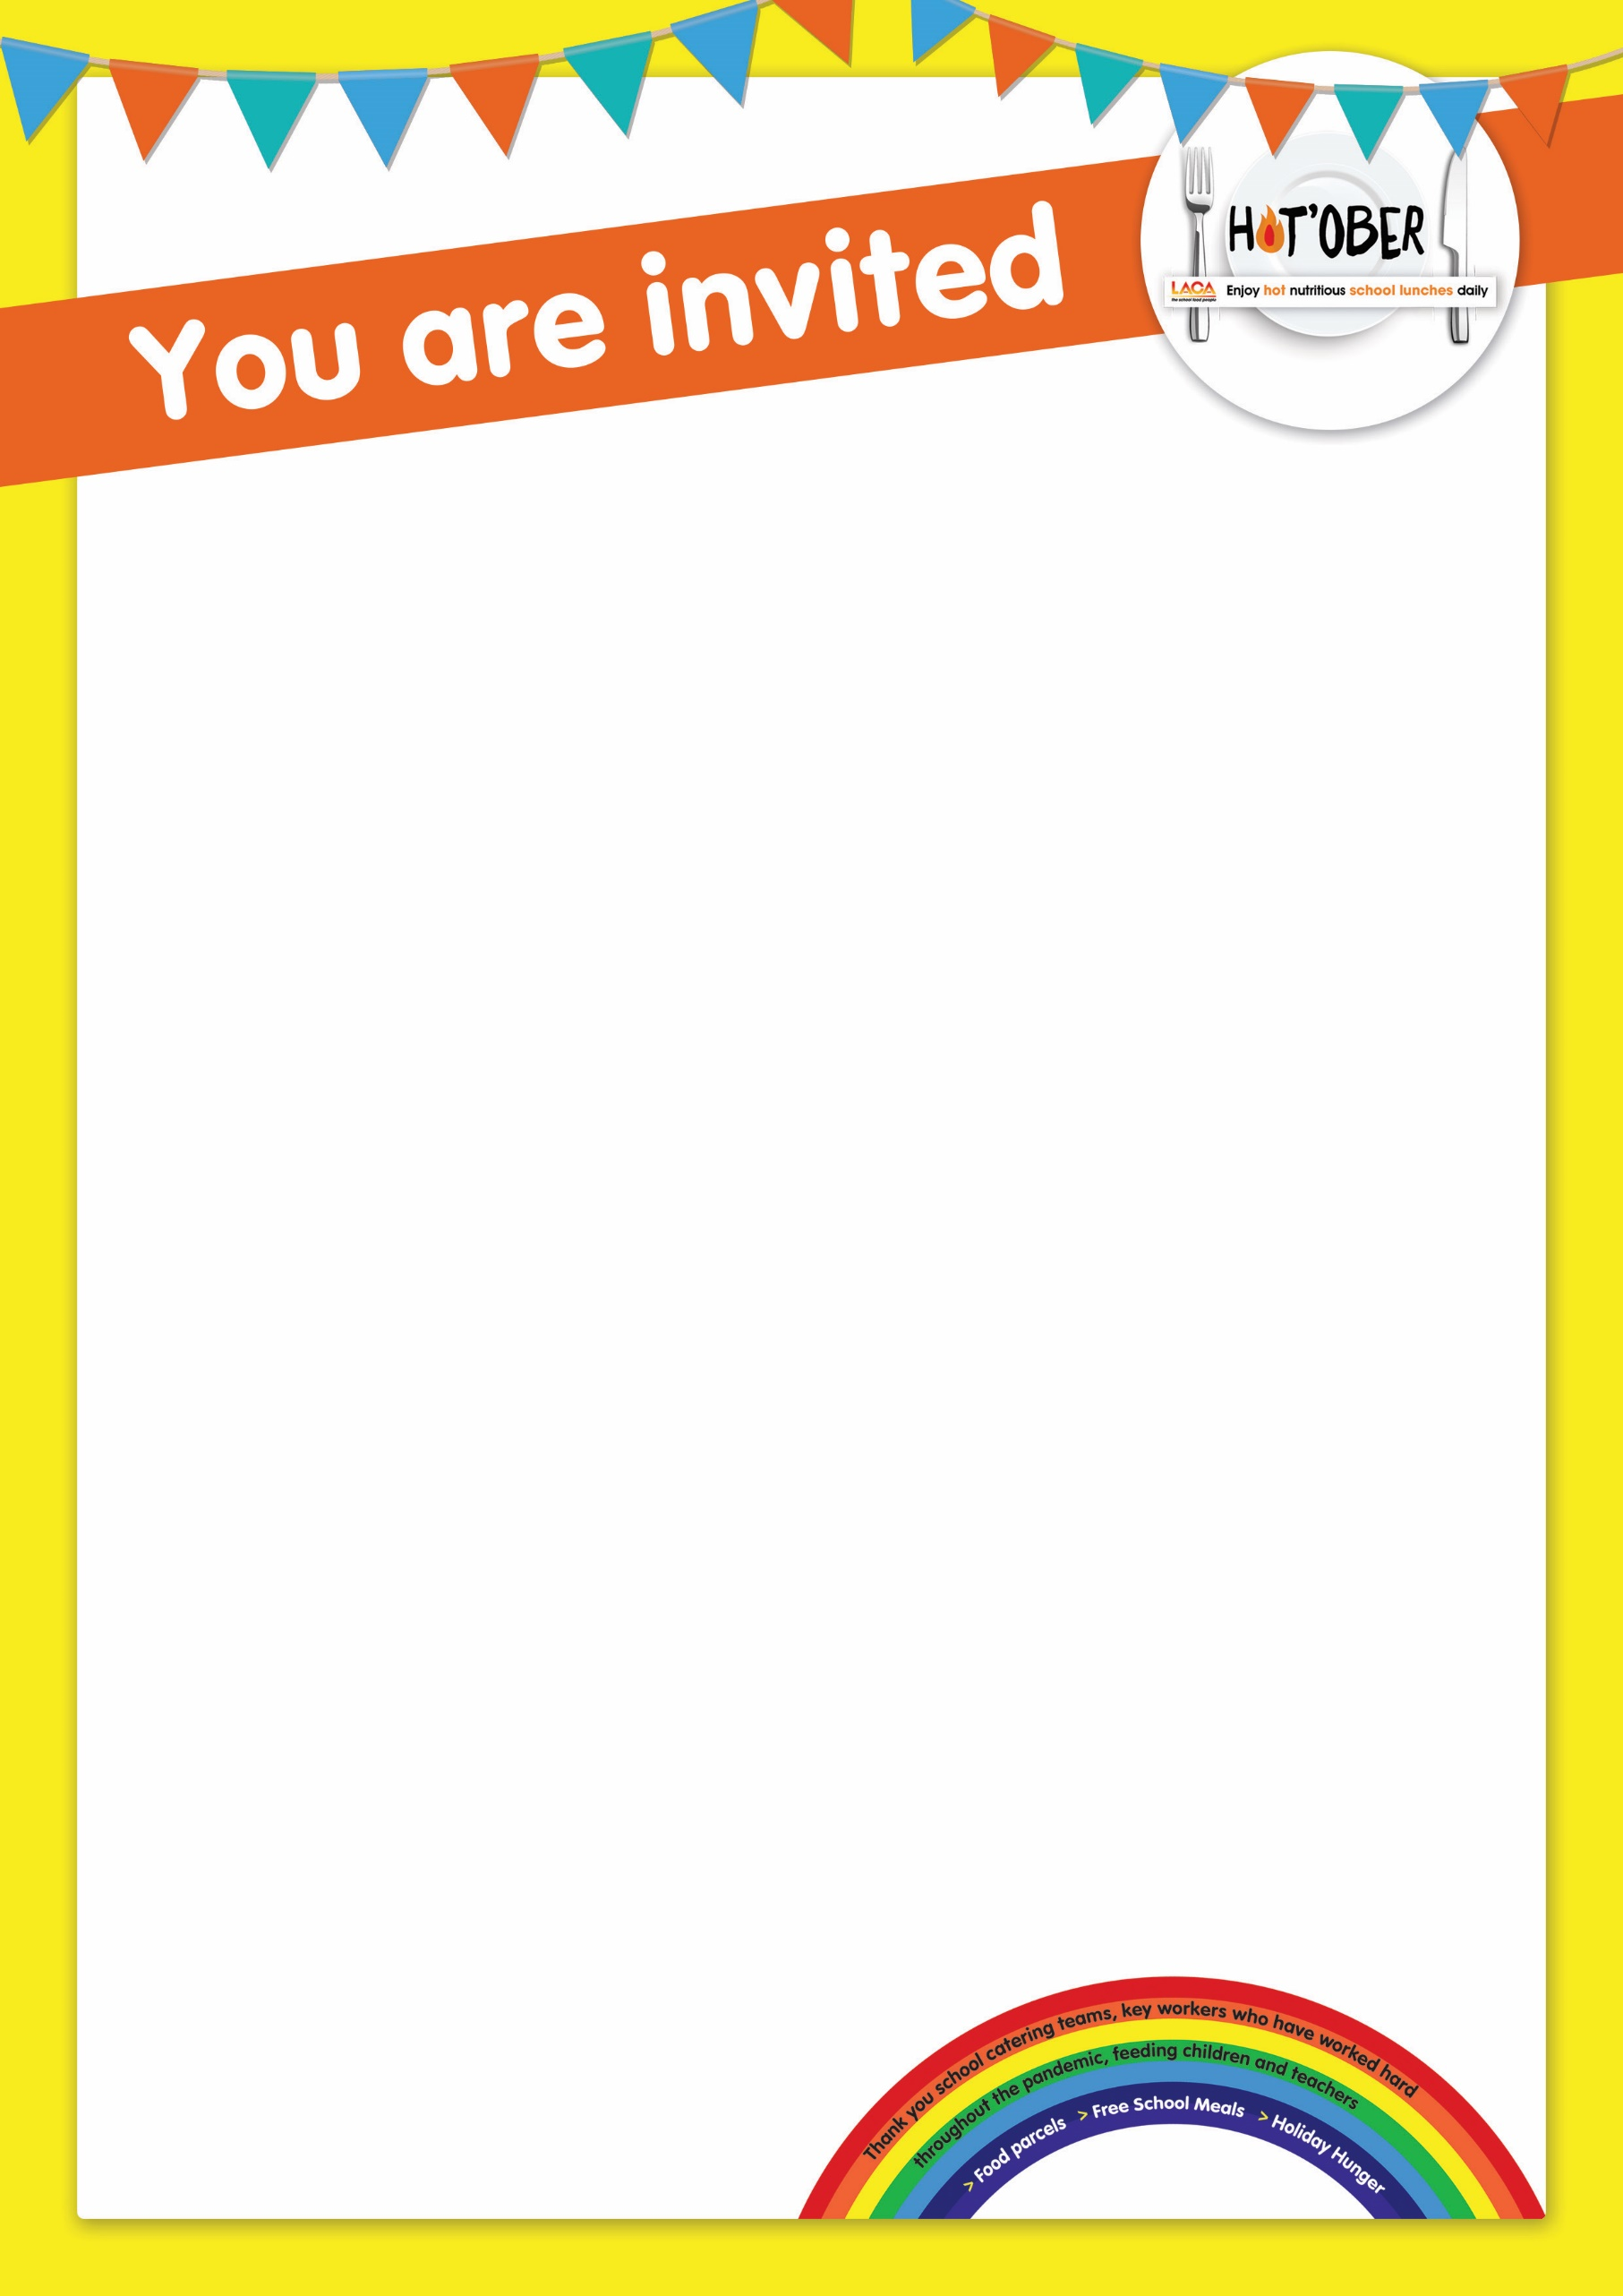 You are invited
HOT'OBER
LACA
the school food people
Enjoy hot nutritious school lunches daily
Thank you school catering teams, key workers who have worked hard
throughout the pandemic, feeding children and teachers
> Food parcels > Free School Meals > Holiday Hunger